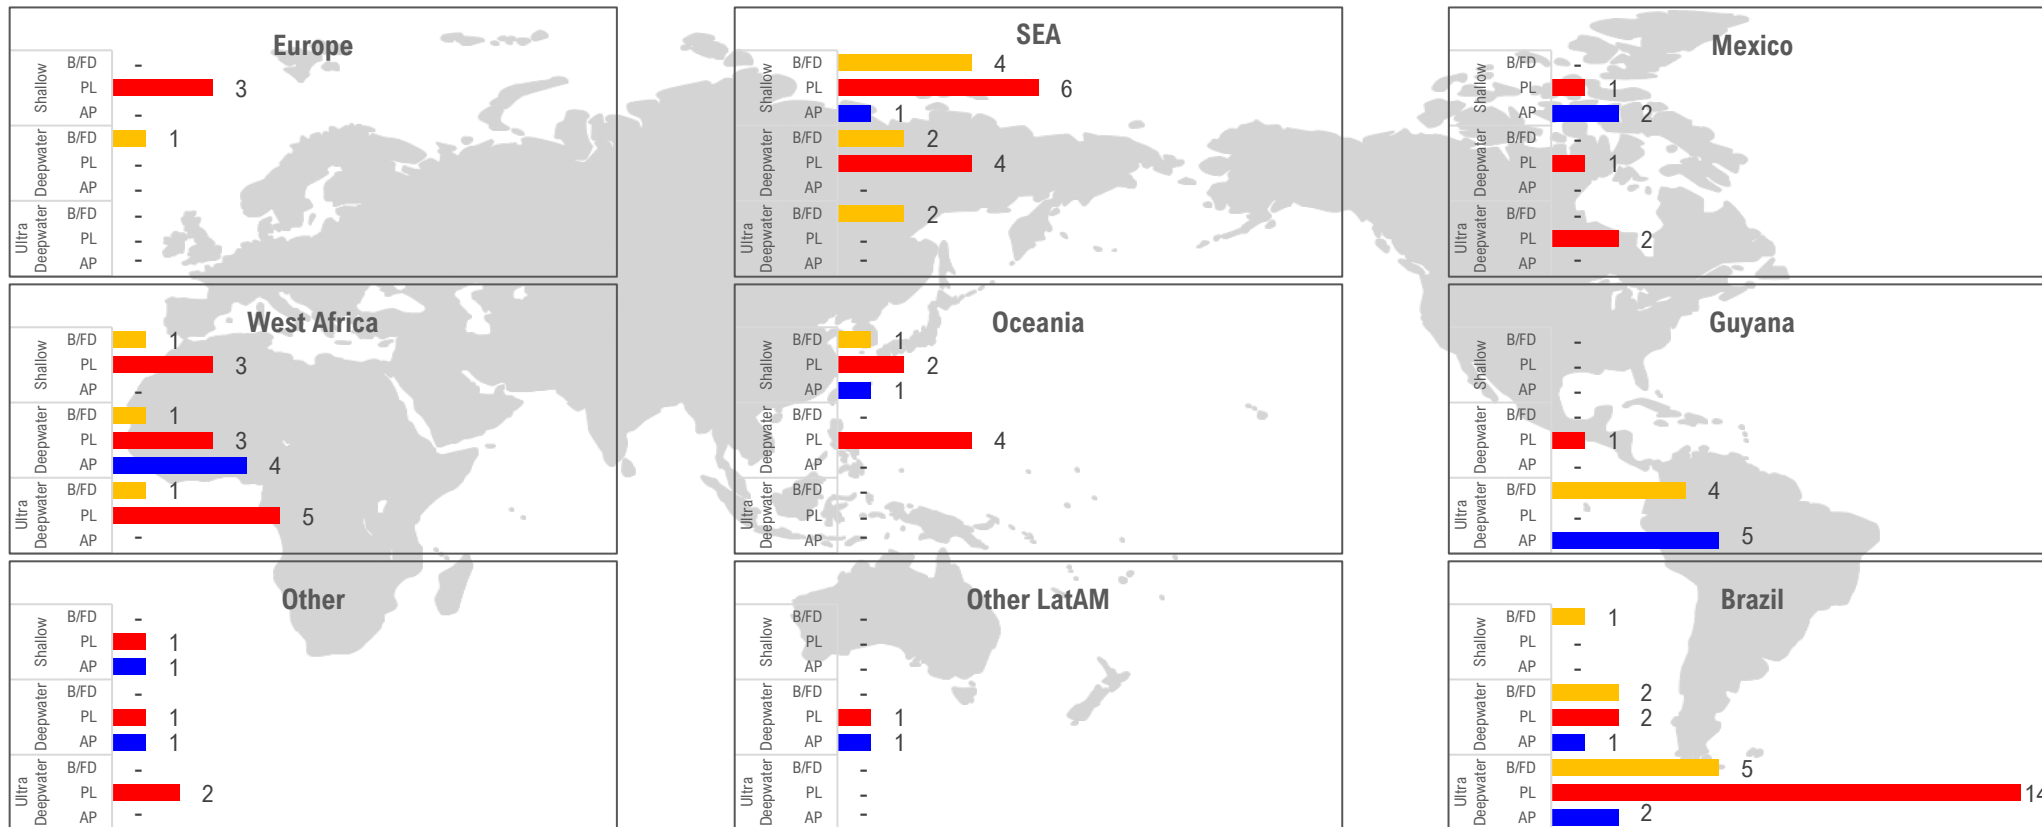 Europe
Shallow
B/FD -
PL 3
AP -
Deepwater
B/FD 1
PL -
AP -
Ultra
Deepwater
B/FD -
PL -
AP -
SEA
Shallow
B/FD 4
PL 6
AP 1
Deepwater
B/FD 2
PL 4
AP -
Ultra
Deepwater
B/FD 2
PL -
AP -
Mexico
Shallow
B/FD -
PL 1
AP 2
Deepwater
B/FD -
PL 1
AP -
Ultra
Deepwater
B/FD -
PL 2
AP -
West Africa
Shallow
B/FD 1
PL 3
AP -
Deepwater
B/FD 1
PL 3
AP 4
Ultra
Deepwater
B/FD 1
PL 5
AP -
Oceania
Shallow
B/FD 1
PL 2
AP 1
Deepwater
B/FD -
PL 4
AP -
Ultra
Deepwater
B/FD -
PL -
AP -
Guyana
Shallow
B/FD -
PL -
AP -
Deepwater
B/FD -
PL 1
AP -
Ultra
Deepwater
B/FD 4
PL -
AP 5
Other
Shallow
B/FD -
PL 1
AP 1
Deepwater
B/FD -
PL 1
AP 1
Ultra
Deepwater
B/FD -
PL 2
AP -
Other LatAM
Shallow
B/FD -
PL -
AP -
Deepwater
B/FD -
PL 1
AP 1
Ultra
Deepwater
B/FD -
PL -
AP -
Brazil
Shallow
B/FD 1
PL -
AP -
Deepwater
B/FD 2
PL 2
AP 1
Ultra
Deepwater
B/FD 5
PL 14
AP 2